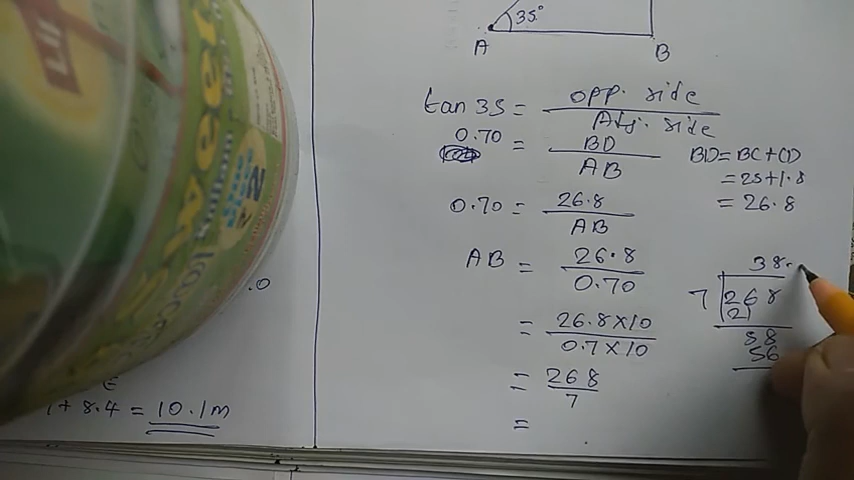 35°
A
B
tan 35 = opp. side / Adj. side
0.70 = BD / AB
BD = BC + CD
= 25 + 1.8
= 26.8
0.70 = 26.8 / AB
AB = 26.8 / 0.70
= 26.8 × 10 / 0.7 × 10
= 268 / 7
=
38.
7 268
21
58
56
.0
+ 8.4 = 10.1m